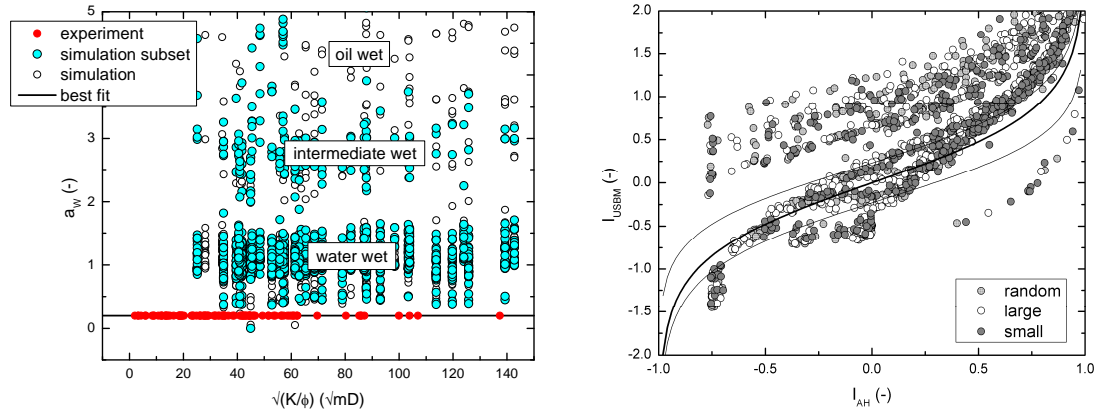 experiment
simulation subset
simulation
best fit
oil wet
intermediate wet
water wet
5
4
3
2
1
0
a_W (-)
0 20 40 60 80 100 120 140
√(K/ϕ) (√mD)
2.0
1.5
1.0
0.5
0.0
-0.5
-1.0
-1.5
-2.0
I_USBM (-)
random
large
small
-1.0 -0.5 0.0 0.5 1.0
I_AH (-)